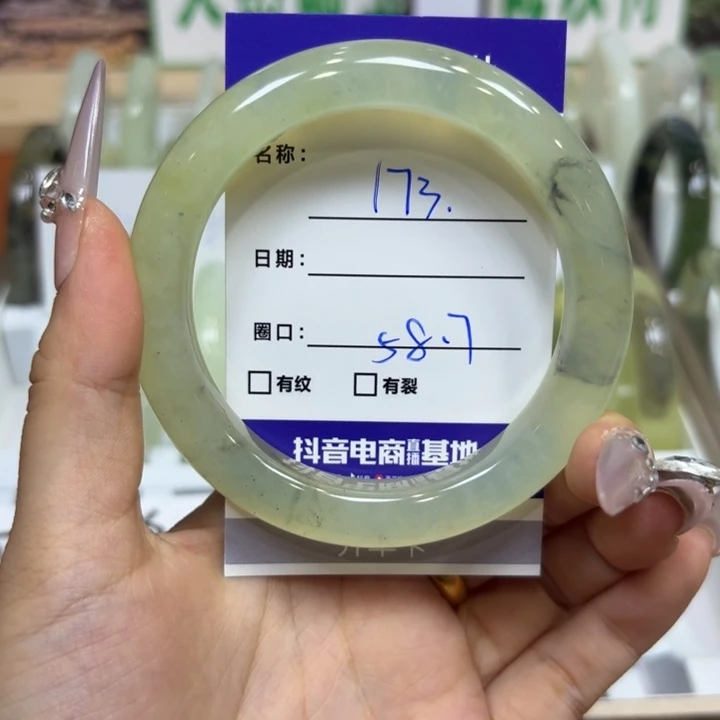 名称：173.
日期：
圈口：58.7
□有纹 □有裂
抖音电商直播基地